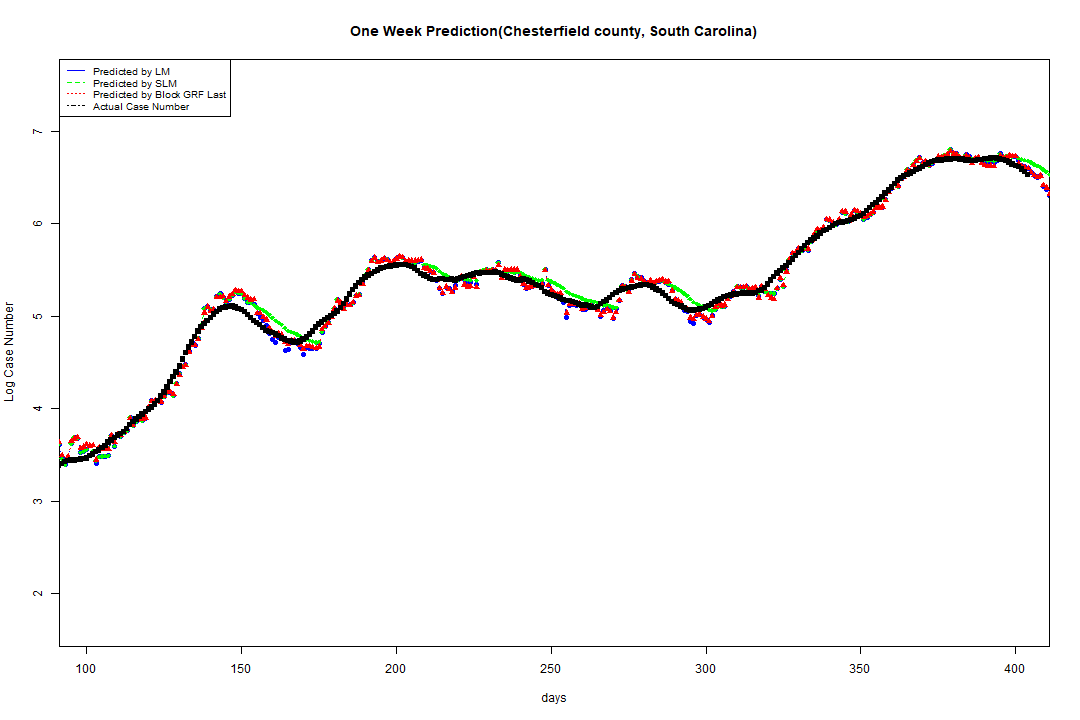 One Week Prediction(Chesterfield county, South Carolina)
Predicted by LM
Predicted by SLM
Predicted by Block GRF Last
Actual Case Number
7
6
5
4
3
2
Log Case Number
100 150 200 250 300 350 400
days